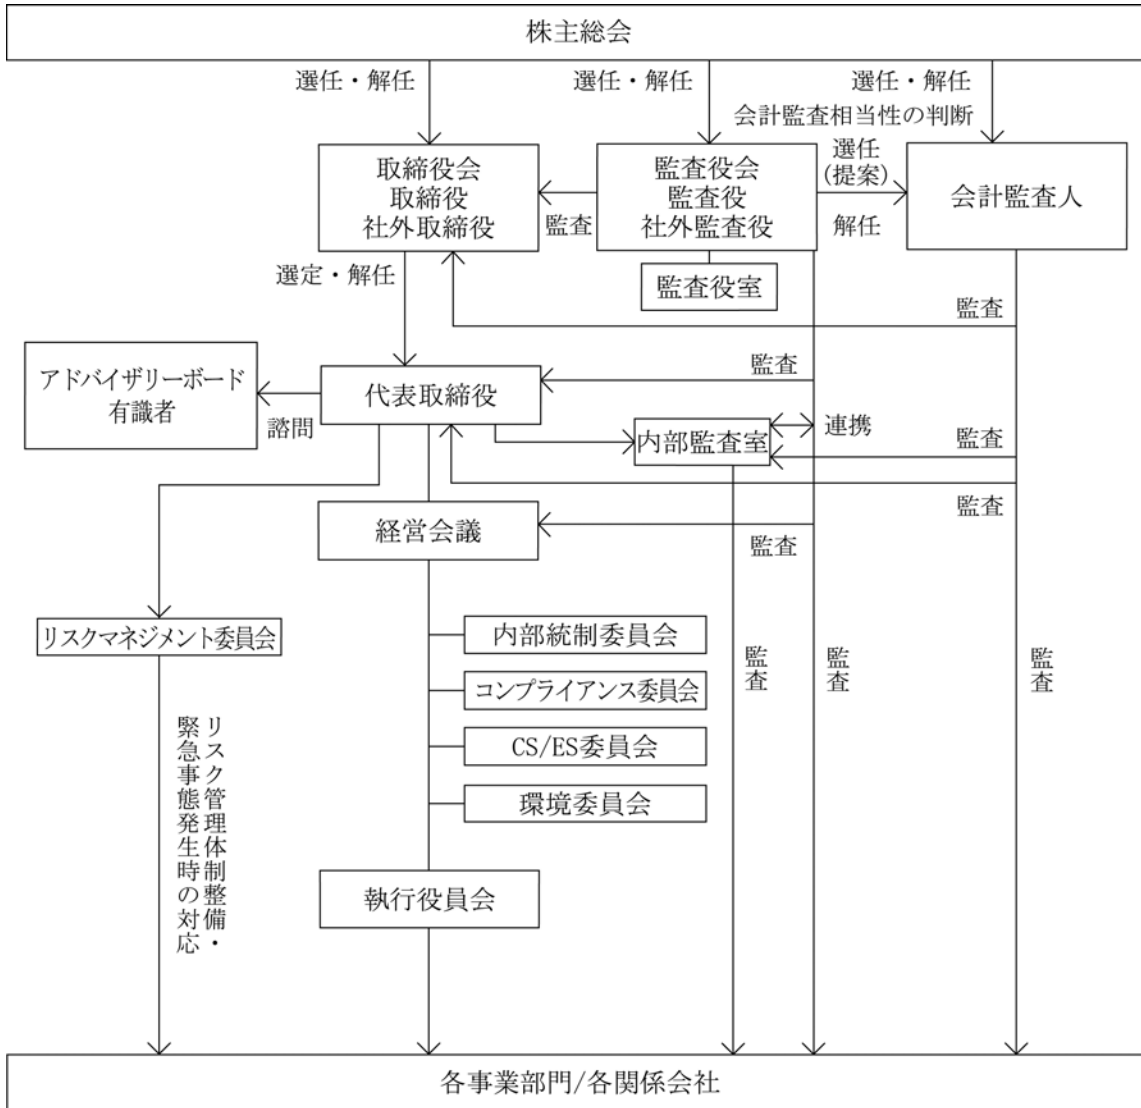 株主総会
選任・解任
選任・解任
選任・解任
会計監査相当性の判断
取締役会
取締役
社外取締役
監査
監査役会
監査役
社外監査役
選任
(提案)
解任
会計監査人
選定・解任
監査役室
監査
アドバイザリーボード
有識者
諮問
代表取締役
監査
内部監査室
連携
監査
監査
経営会議
監査
リスクマネジメント委員会
内部統制委員会
コンプライアンス委員会
CS/ES委員会
環境委員会
監査
監査
監査
リスク管理体制整備・
緊急事態発生時の対応
執行役員会
各事業部門/各関係会社